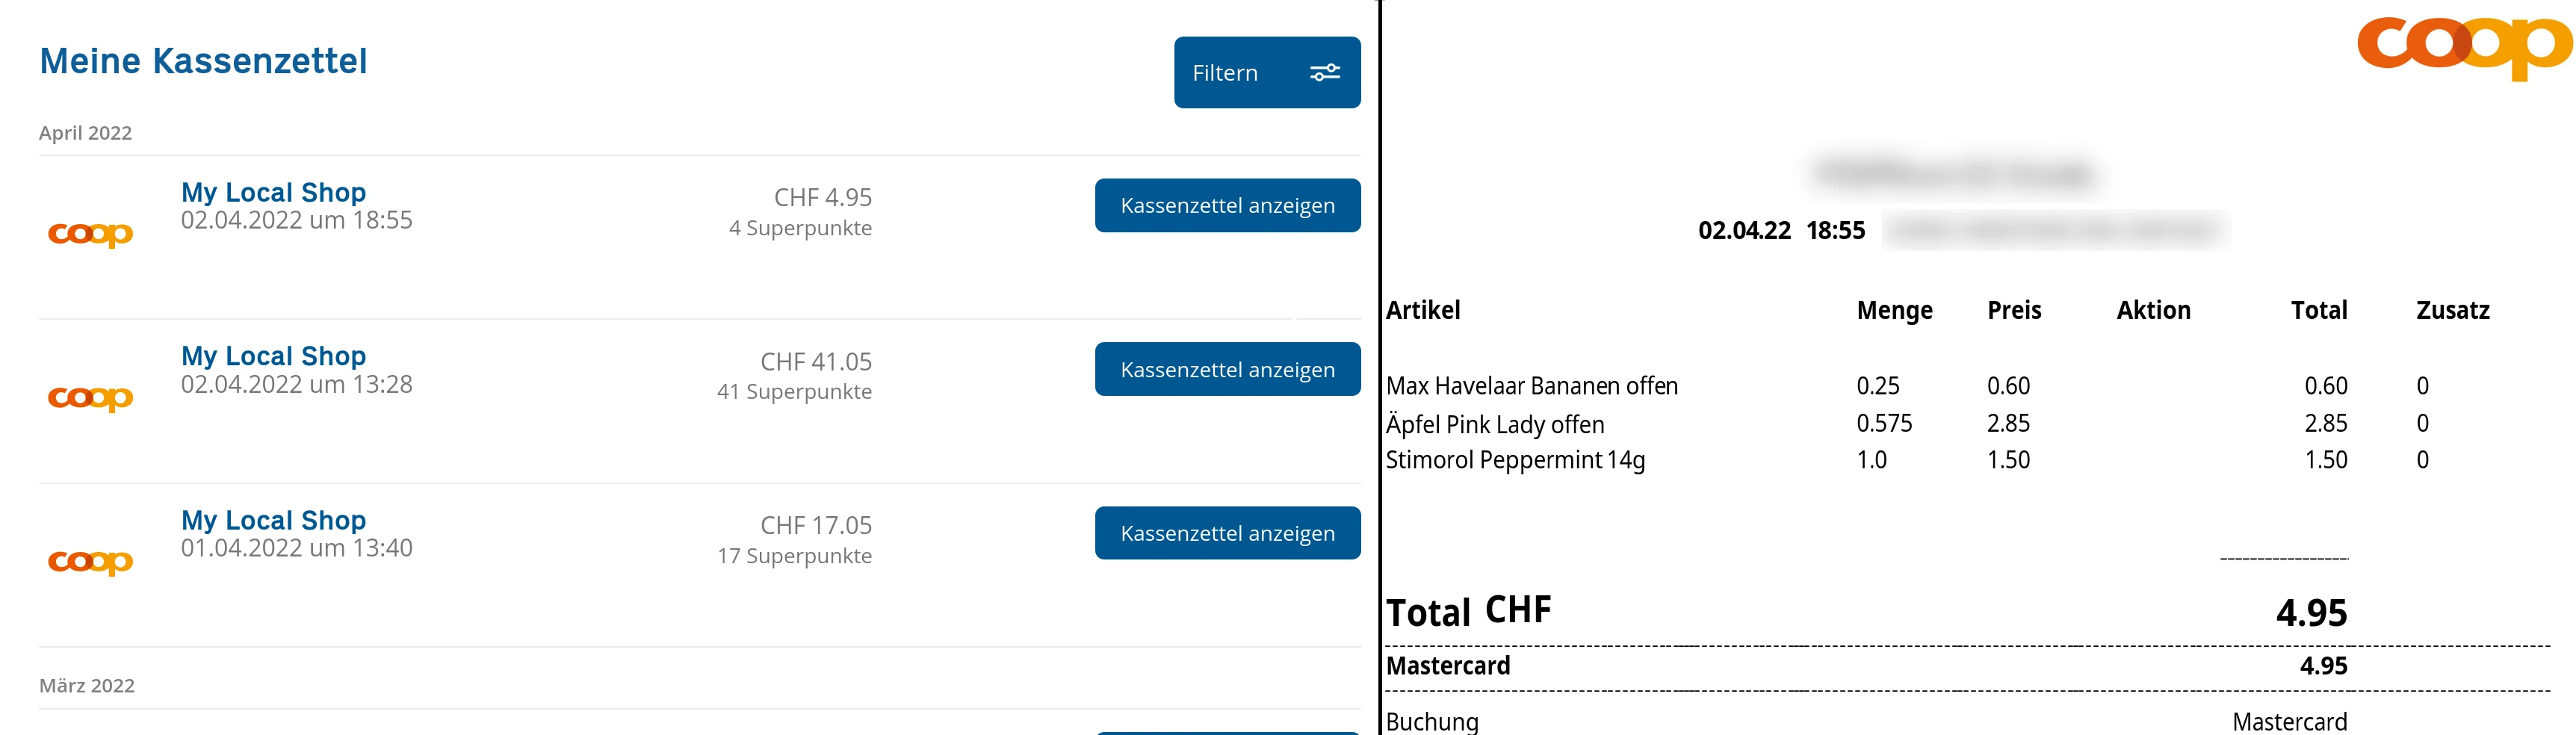 Meine Kassenzettel
Filtern
April 2022
coop
My Local Shop
02.04.2022 um 18:55
CHF 4.95
4 Superpunkte
Kassenzettel anzeigen
coop
My Local Shop
02.04.2022 um 13:28
CHF 41.05
41 Superpunkte
Kassenzettel anzeigen
coop
My Local Shop
01.04.2022 um 13:40
CHF 17.05
17 Superpunkte
Kassenzettel anzeigen
März 2022
coop
02.04.22 18:55
Artikel Menge Preis Aktion Total Zusatz
Max Havelaar Bananen offen 0.25 0.60 0.60 0
Äpfel Pink Lady offen 0.575 2.85 2.85 0
Stimorol Peppermint 14g 1.0 1.50 1.50 0
Total CHF 4.95
Mastercard 4.95
Buchung Mastercard